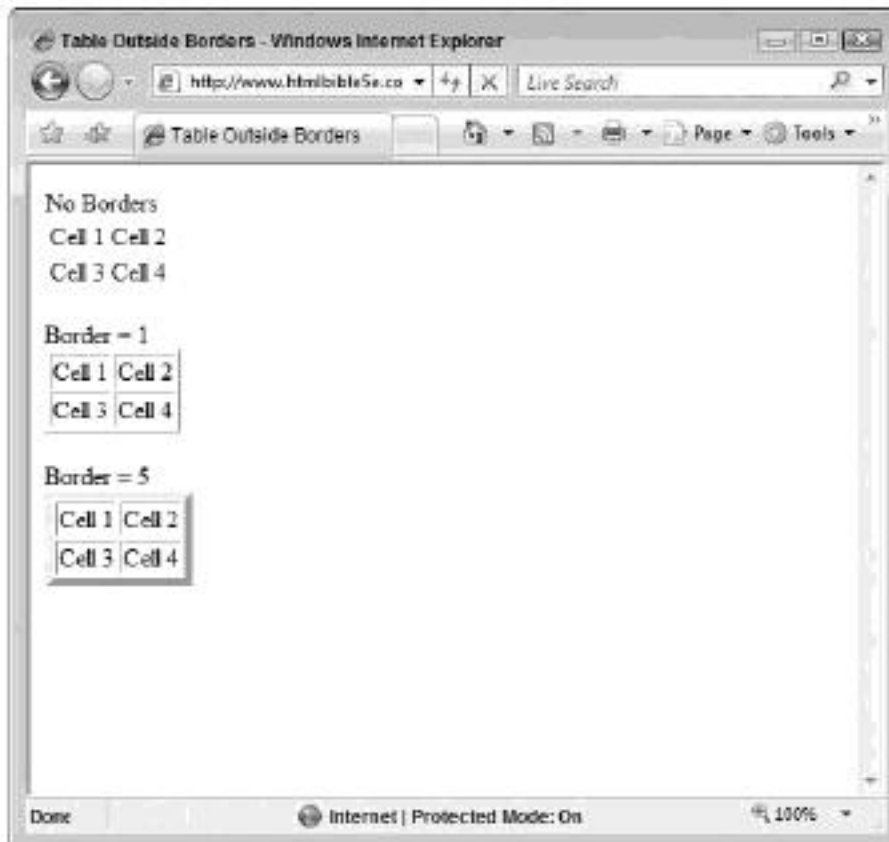 Table Outside Borders - Windows Internet Explorer
http://www.htmlbible5e.co
Live Search
Table Outside Borders
Page
Tools
No Borders
Cell 1 Cell 2
Cell 3 Cell 4
Border = 1
Cell 1 Cell 2
Cell 3 Cell 4
Border = 5
Cell 1 Cell 2
Cell 3 Cell 4
Done
Internet | Protected Mode: On
100%